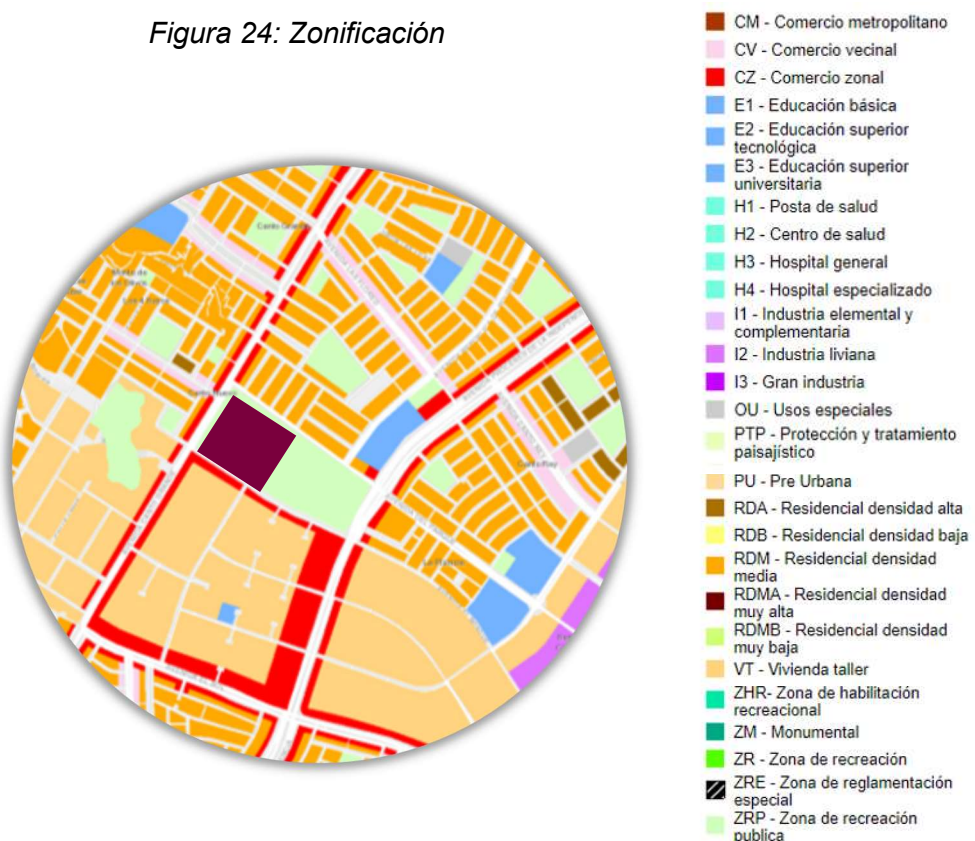 Figura 24: Zonificación
CM - Comercio metropolitano
CV - Comercio vecinal
CZ - Comercio zonal
E1 - Educación básica
E2 - Educación superior
tecnológica
E3 - Educación superior
universitaria
H1 - Posta de salud
H2 - Centro de salud
H3 - Hospital general
H4 - Hospital especializado
I1 - Industria elemental y
complementaria
I2 - Industria liviana
I3 - Gran industria
OU - Usos especiales
PTP - Protección y tratamiento
paisajístico
PU - Pre Urbana
RDA - Residencial densidad alta
RDB - Residencial densidad baja
RDM - Residencial densidad
media
RDMA - Residencial densidad
muy alta
RDMB - Residencial densidad
muy baja
VT - Vivienda taller
ZHR- Zona de habilitación
recreacional
ZM - Monumental
ZR - Zona de recreación
ZRE - Zona de reglamentación
especial
ZRP - Zona de recreación
publica